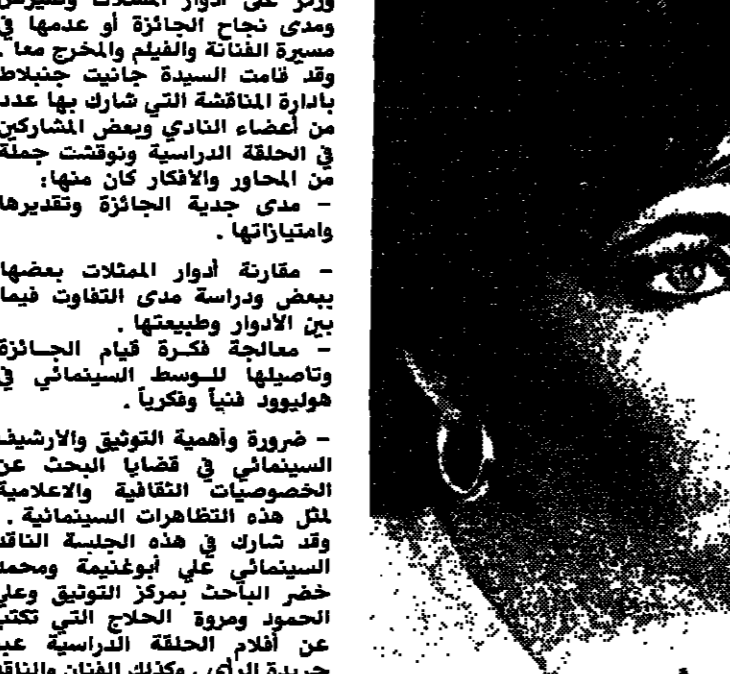 وركز على أدوار الممثلات
ومدى نجاح الجائزة أو عدمها في
مسيرة الفنانة والفيلم والمخرج معا .
وقد قامت السيدة جانيت جنبلاط
بادارة المناقشة التي شارك بها عدد
من أعضاء النادي وبعض المشاركين
في الحلقة الدراسية ونوقشت جملة
من المحاور والافكار كان منها:
– مدى جدية الجائزة وتقديرها
وامتيازاتها .
– مقارنة أدوار الممثلات بعضها
ببعض ودراسة مدى التفاوت فيما
بين الادوار وطبيعتها .
– معالجة فكـرة قيام الجـائزة
وتاصيلها للـوسط السينمائي في
هوليوود فنياً وفكرياً .
– ضرورة وأهمية التوثيق والارشيف
السينمائي في قضايا البحث عن
الخصوصيات الثقافية والاعلامية
لمثل هذه التظاهرات السينمائية .
وقد شارك في هذه الجلسة الناقد
السينمائي علي أبوغنيمة ومحمد
خضر الباحث بمركز التوثيق وعلي
الحمود ومروة الحلاج التي تكتب
عن أفلام الحلقة الدراسية عبر
جريدة الرأي . وكذلك الفنان والناقد